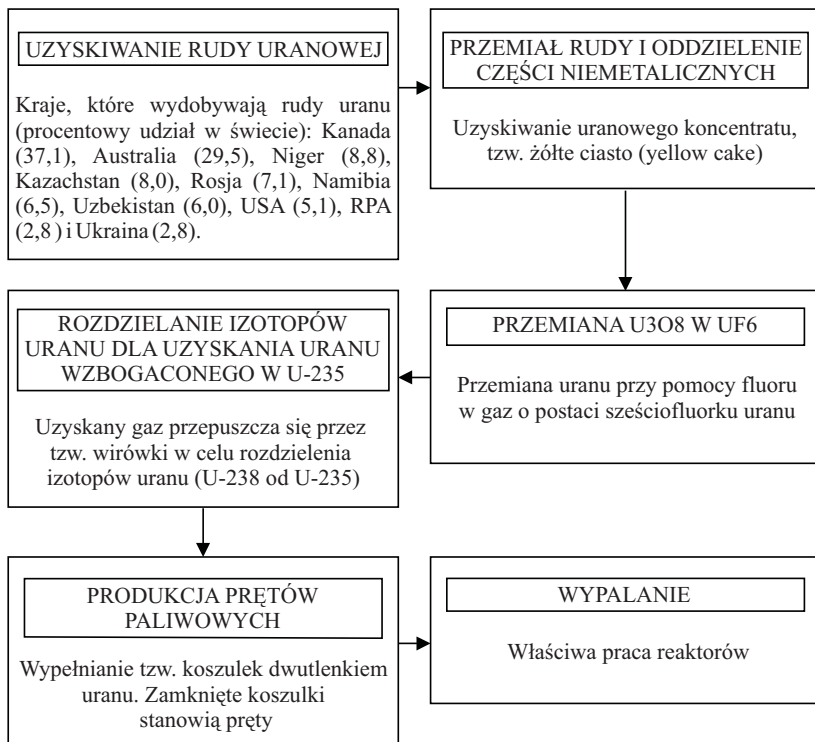 UZYSKIWANIE RUDY URANOWEJ
Kraje, które wydobywają rudy uranu
(procentowy udział w świecie): Kanada
(37,1), Australia (29,5), Niger (8,8),
Kazachstan (8,0), Rosja (7,1), Namibia
(6,5), Uzbekistan (6,0), USA (5,1), RPA
(2,8 ) i Ukraina (2,8).
PRZEMIAŁ RUDY I ODDZIELENIE
CZĘŚCI NIEMETALICZNYCH
Uzyskiwanie uranowego koncentratu,
tzw. żółte ciasto (yellow cake)
PRZEMIANA U3O8 W UF6
Przemiana uranu przy pomocy fluoru
w gaz o postaci sześciofluorku uranu
ROZDZIELANIE IZOTOPÓW
URANU DLA UZYSKANIA URANU
WZBOGACONEGO W U-235
Uzyskany gaz przepuszcza się przez
tzw. wirówki w celu rozdzielenia
izotopów uranu (U-238 od U-235)
PRODUKCJA PRĘTÓW
PALIWOWYCH
Wypełnianie tzw. koszulek dwutlenkiem
uranu. Zamknięte koszulki
stanowią pręty
WYPALANIE
Właściwa praca reaktorów